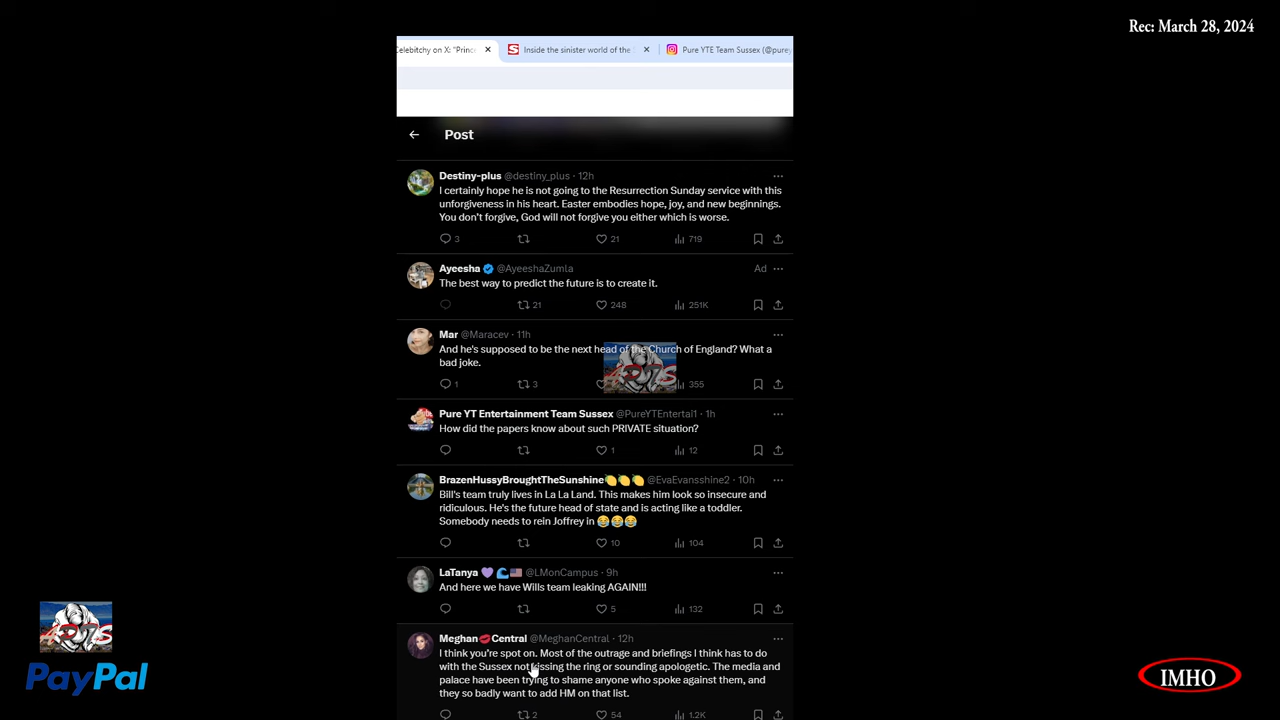 Rec: March 28, 2024
Celebitchy on X: "Princ
Inside the sinister world of the
Pure YTE Team Sussex (@purey
Post
Destiny-plus @destiny_plus · 12h
I certainly hope he is not going to the Resurrection Sunday service with this
unforgiveness in his heart. Easter embodies hope, joy, and new beginnings.
You don't forgive, God will not forgive you either which is worse.
3 21 719
Ayeesha @AyeeshaZumla Ad
The best way to predict the future is to create it.
21 248 251K
Mar @Maracev · 11h
And he's supposed to be the next head of the Church of England? What a
bad joke.
1 3 355
Pure YT Entertainment Team Sussex @PureYTEntertai1 · 1h
How did the papers know about such PRIVATE situation?
1 12
BrazenHussyBroughtTheSunshine🍋🍋🍋 @EvaEvansshine2 · 10h
Bill's team truly lives in La La Land. This makes him look so insecure and
ridiculous. He's the future head of state and is acting like a toddler.
Somebody needs to rein Joffrey in 😂😂😂
10 104
LaTanya 💜 🌊🇺🇸 @LMonCampus · 9h
And here we have Wills team leaking AGAIN!!!
5 132
Meghan💋Central @MeghanCentral · 12h
I think you're spot on. Most of the outrage and briefings I think has to do
with the Sussex not kissing the ring or sounding apologetic. The media and
palace have been trying to shame anyone who spoke against them, and
they so badly want to add HM on that list.
2 54 1.2K
PayPal
IMHO